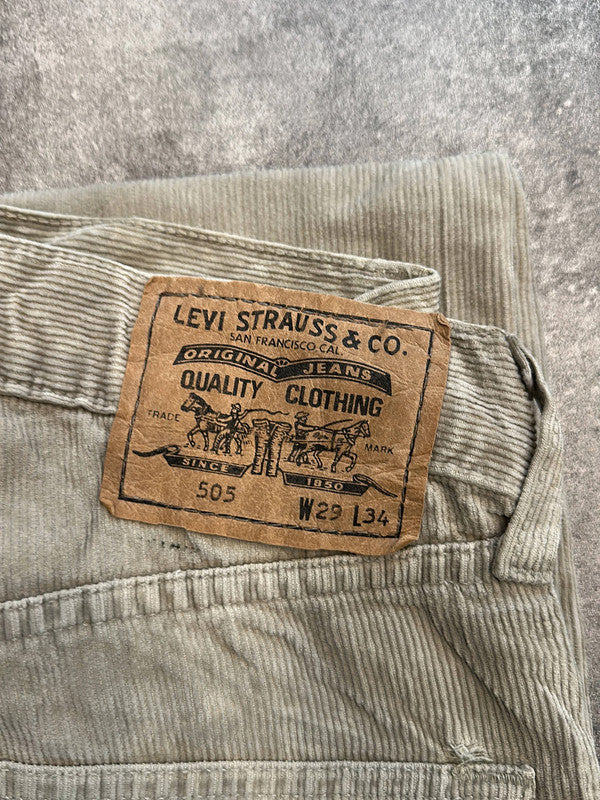 LEVI STRAUSS & CO.
SAN FRANCISCO CAL.
ORIGINAL JEANS
QUALITY CLOTHING
TRADE MARK
SINCE 1850
505 W29 L34